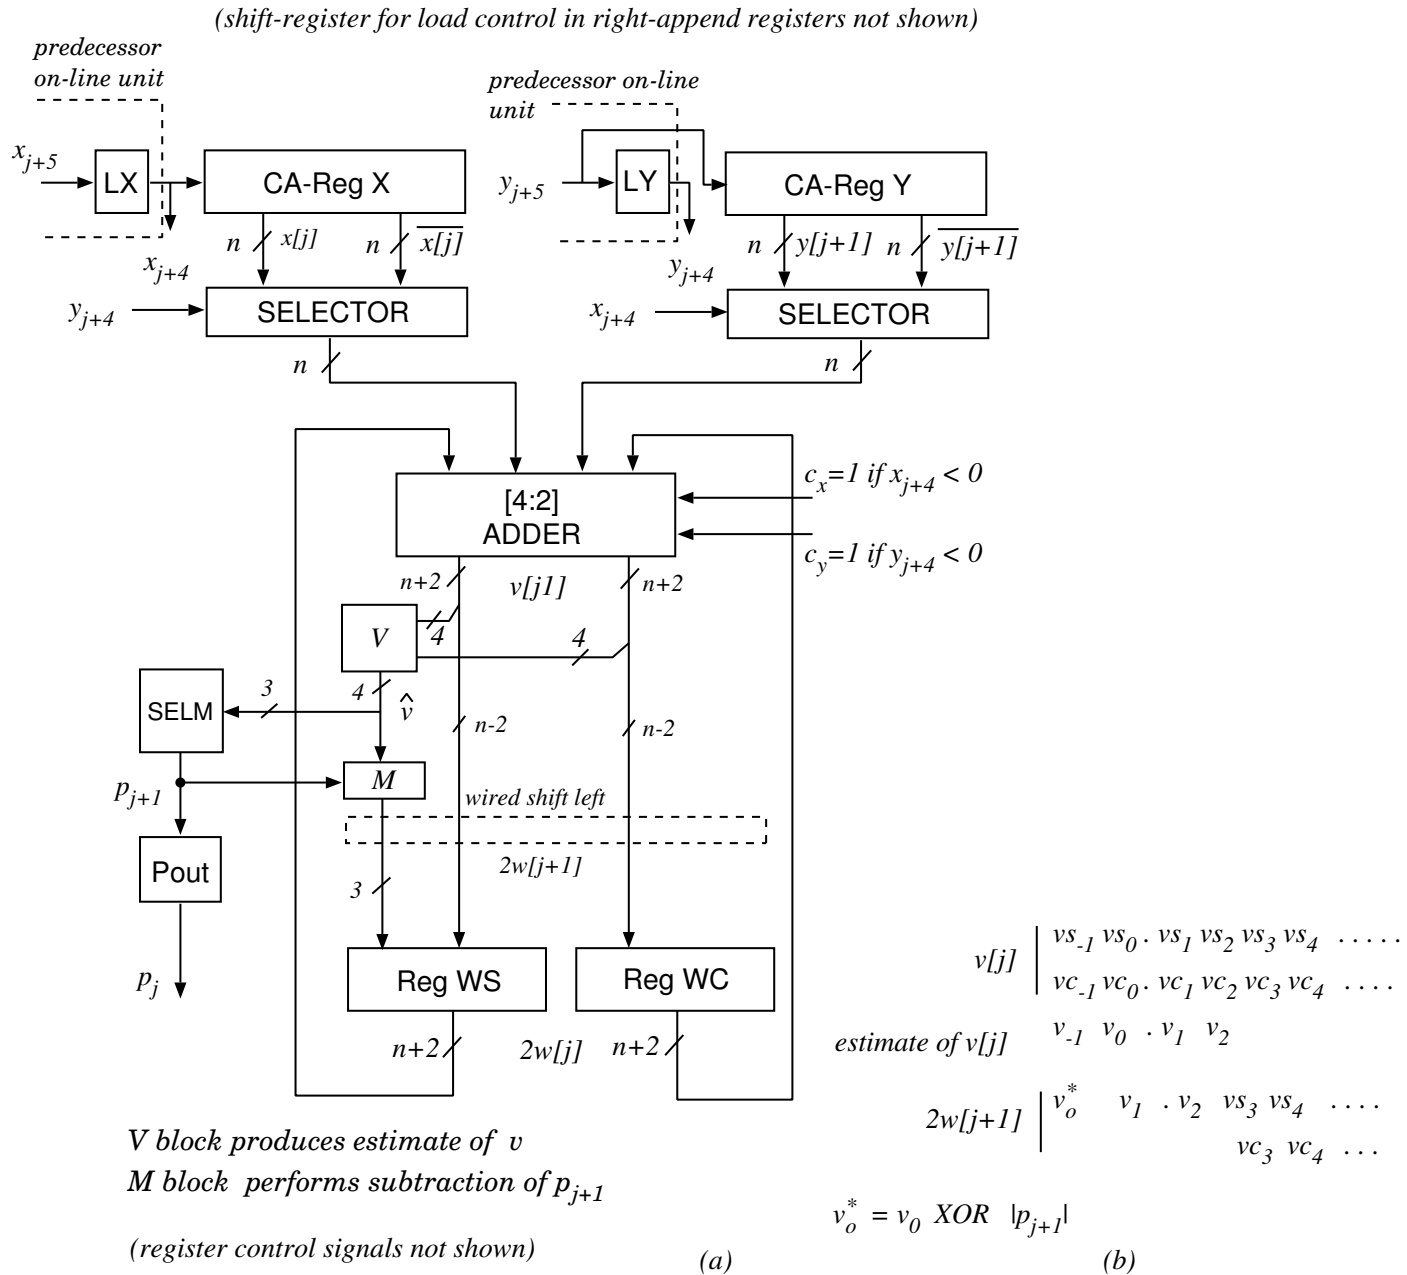 (shift-register for load control in right-append registers not shown)
predecessor
on-line unit
predecessor on-line
unit
x_{j+5}
LX
CA-Reg X
y_{j+5}
LY
CA-Reg Y
n
x[j]
n
\overline{x[j]}
n
y[j+1]
n
\overline{y[j+1]}
x_{j+4}
y_{j+4}
y_{j+4}
SELECTOR
x_{j+4}
SELECTOR
n
n
[4:2]
ADDER
c_x=1 if x_{j+4} < 0
c_y=1 if y_{j+4} < 0
n+2
v[j1]
n+2
V
4
4
SELM
3
4
\hat{v}
n-2
n-2
M
p_{j+1}
wired shift left
Pout
2w[j+1]
3
p_j
Reg WS
Reg WC
n+2
2w[j]
n+2
v[j]
vs_{-1} vs_0 . vs_1 vs_2 vs_3 vs_4 . . . . .
vc_{-1} vc_0 . vc_1 vc_2 vc_3 vc_4 . . . .
estimate of v[j]
v_{-1} v_0 . v_1 v_2
2w[j+1]
v_o^* v_1 . v_2 vs_3 vs_4 . . . .
vc_3 vc_4 . . .
v_o^* = v_0 XOR |p_{j+1}|
V block produces estimate of v
M block performs subtraction of p_{j+1}
(register control signals not shown)
(a)
(b)